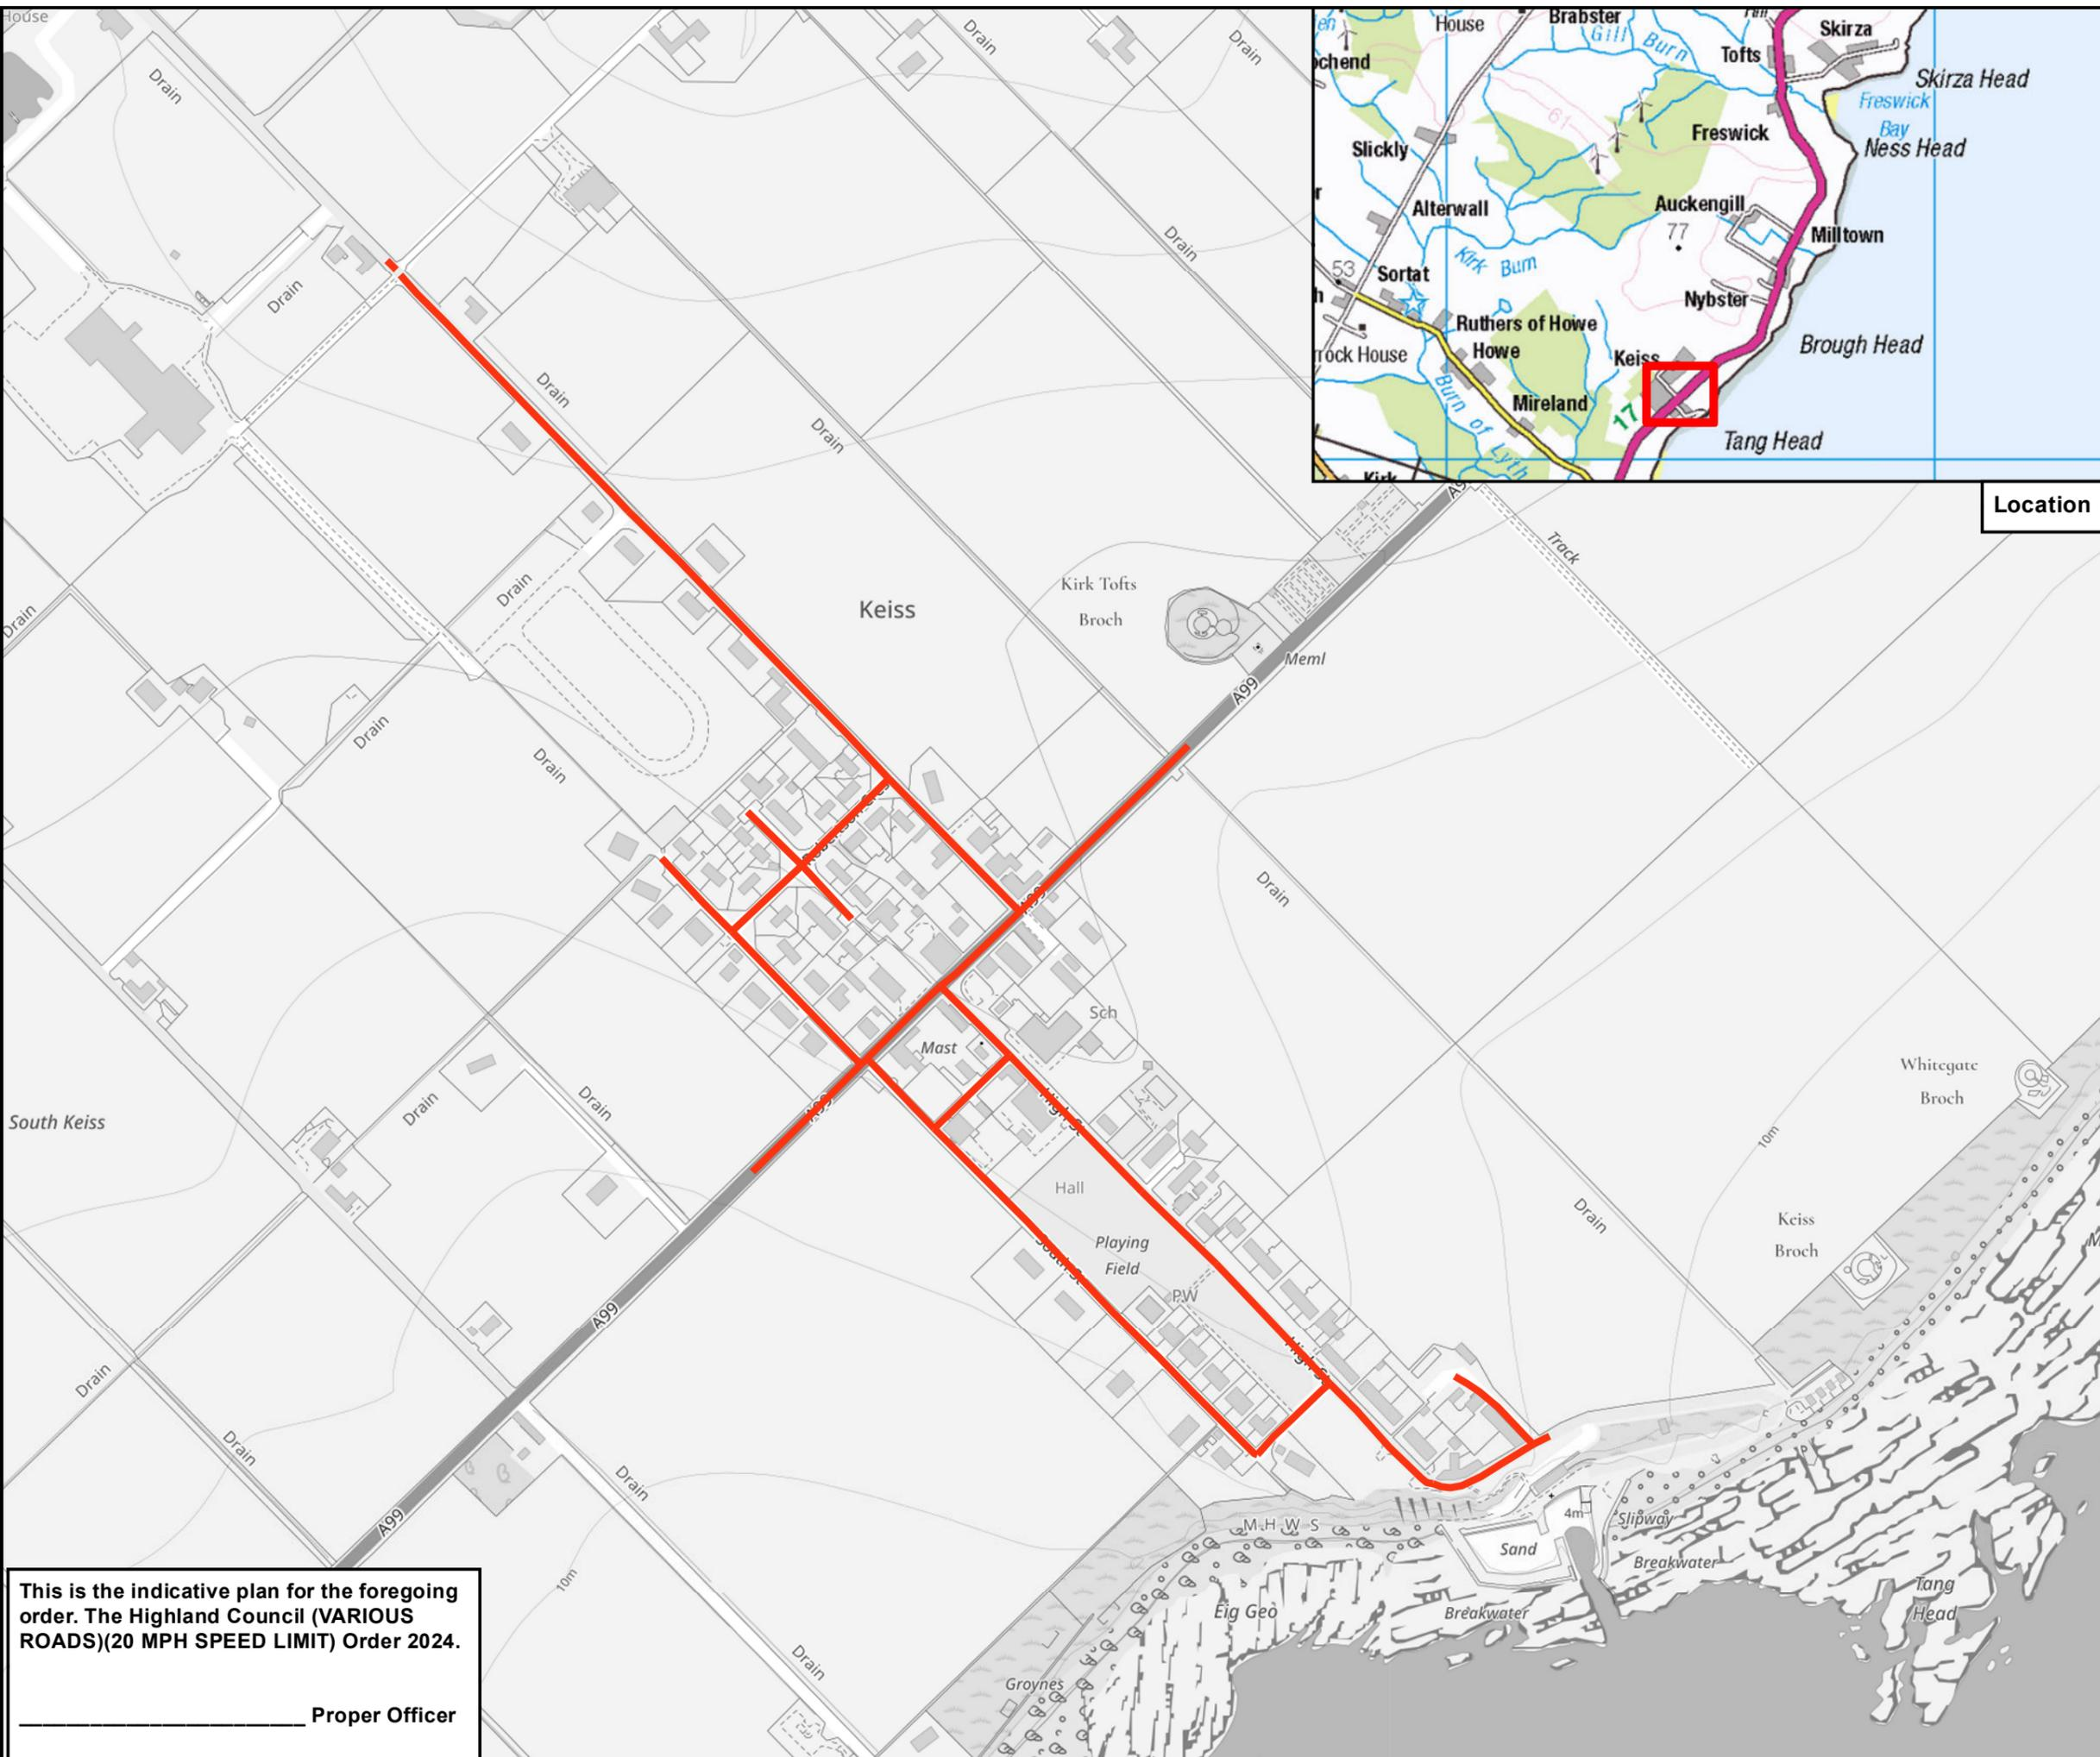 House
Drain
Drain
Drain
Drain
Drain
Drain
Drain
Drain
Drain
Drain
Drain
Keiss
Kirk Tofts
Broch
Meml
A99
Track
A99
Drain
A99
Sch
Mast
High St
South Keiss
Drain
Drain
Hall
Playing
Field
South St
PW
High St
A99
A99
Drain
Drain
Drain
Drain
Drain
10m
Whitegate
Broch
10m
Keiss
Broch
M H W S
4m
Slipway
Sand
Breakwater
Breakwater
Eig Geo
Tang
Head
Groynes
House
Brabster
Gill Burn
Tofts
Skirza
Skirza Head
Freswick
Bay
Ness Head
Freswick
Slickly
61
Alterwall
Auckengill
77
Milltown
Kirk Burn
53
Sortat
Nybster
Ruthers of Howe
Howe
Brough Head
Keiss
Burn of Lyth
Mireland
17
Tang Head
Location
This is the indicative plan for the foregoing
order. The Highland Council (VARIOUS
ROADS)(20 MPH SPEED LIMIT) Order 2024.
Proper Officer